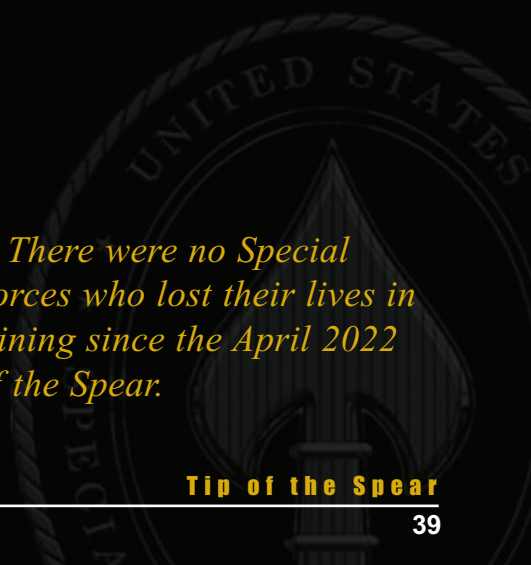 UNITED STATES
SPECIA
There were no Special
orces who lost their lives in
ining since the April 2022
f the Spear.
Tip of the Spear
39